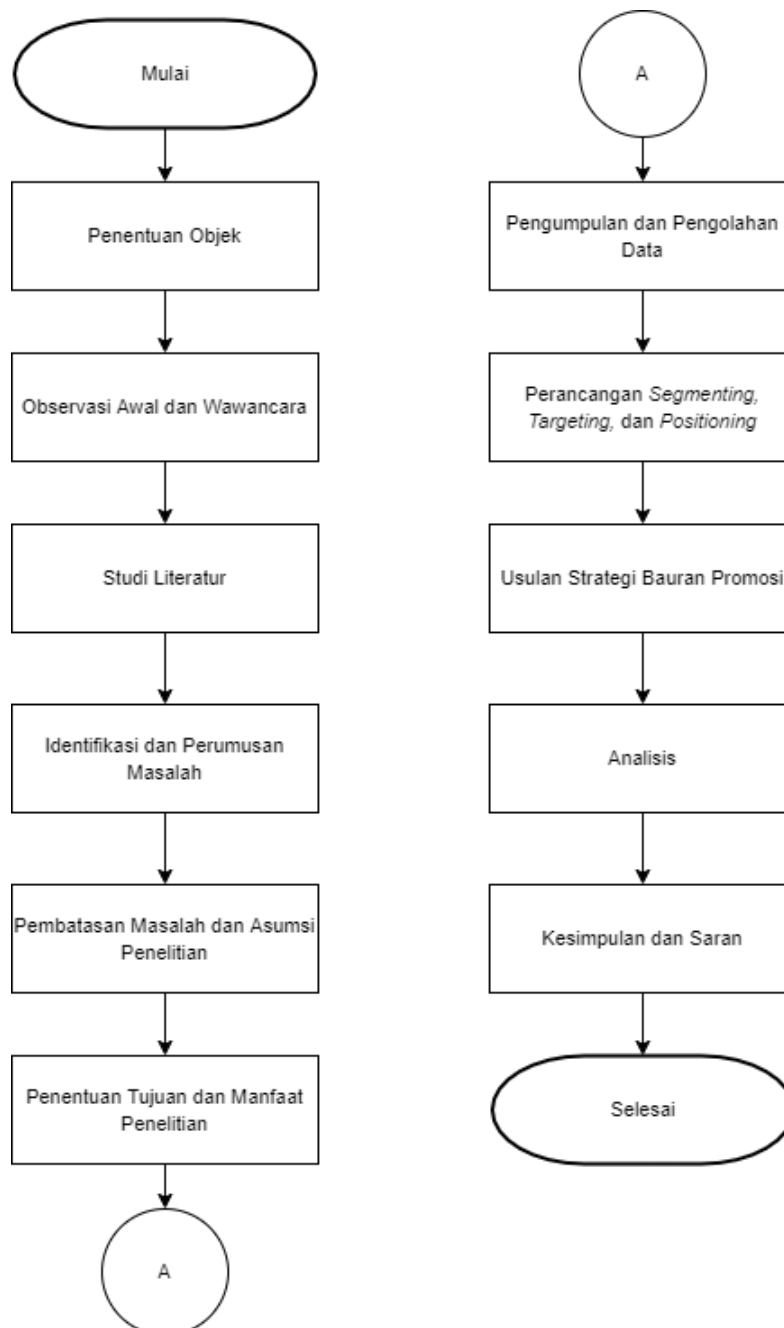 Mulai
Penentuan Objek
Observasi Awal dan Wawancara
Studi Literatur
Identifikasi dan Perumusan
Masalah
Pembatasan Masalah dan Asumsi
Penelitian
Penentuan Tujuan dan Manfaat
Penelitian
A
A
Pengumpulan dan Pengolahan
Data
Perancangan Segmenting,
Targeting, dan Positioning
Usulan Strategi Bauran Promosi
Analisis
Kesimpulan dan Saran
Selesai